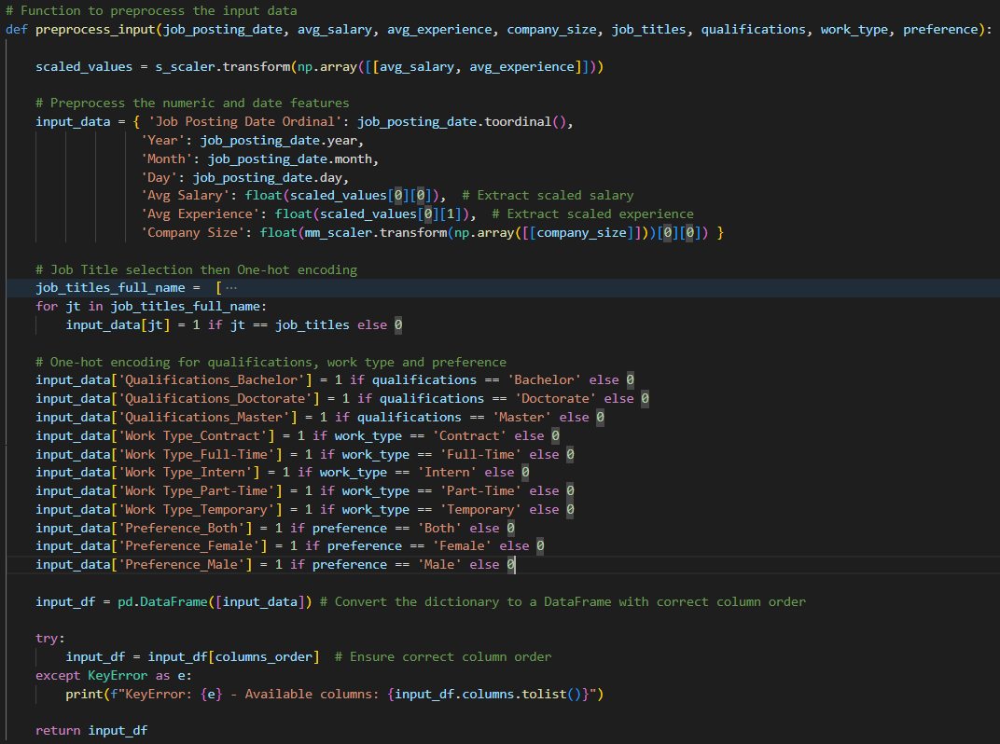 # Function to preprocess the input data
def preprocess_input(job_posting_date, avg_salary, avg_experience, company_size, job_titles, qualifications, work_type, preference):
scaled_values = s_scaler.transform(np.array([[avg_salary, avg_experience]]))
# Preprocess the numeric and date features
input_data = { 'Job Posting Date Ordinal': job_posting_date.toordinal(),
'Year': job_posting_date.year,
'Month': job_posting_date.month,
'Day': job_posting_date.day,
'Avg Salary': float(scaled_values[0][0]),  # Extract scaled salary
'Avg Experience': float(scaled_values[0][1]),  # Extract scaled experience
'Company Size': float(mm_scaler.transform(np.array([[company_size]]))[0][0]) }
# Job Title selection then One-hot encoding
job_titles_full_name =  [ ...
for jt in job_titles_full_name:
input_data[jt] = 1 if jt == job_titles else 0
# One-hot encoding for qualifications, work type and preference
input_data['Qualifications_Bachelor'] = 1 if qualifications == 'Bachelor' else 0
input_data['Qualifications_Doctorate'] = 1 if qualifications == 'Doctorate' else 0
input_data['Qualifications_Master'] = 1 if qualifications == 'Master' else 0
input_data['Work Type_Contract'] = 1 if work_type == 'Contract' else 0
input_data['Work Type_Full-Time'] = 1 if work_type == 'Full-Time' else 0
input_data['Work Type_Intern'] = 1 if work_type == 'Intern' else 0
input_data['Work Type_Part-Time'] = 1 if work_type == 'Part-Time' else 0
input_data['Work Type_Temporary'] = 1 if work_type == 'Temporary' else 0
input_data['Preference_Both'] = 1 if preference == 'Both' else 0
input_data['Preference_Female'] = 1 if preference == 'Female' else 0
input_data['Preference_Male'] = 1 if preference == 'Male' else 0
input_df = pd.DataFrame([input_data]) # Convert the dictionary to a DataFrame with correct column order
try:
input_df = input_df[columns_order]  # Ensure correct column order
except KeyError as e:
print(f"KeyError: {e} - Available columns: {input_df.columns.tolist()}")
return input_df